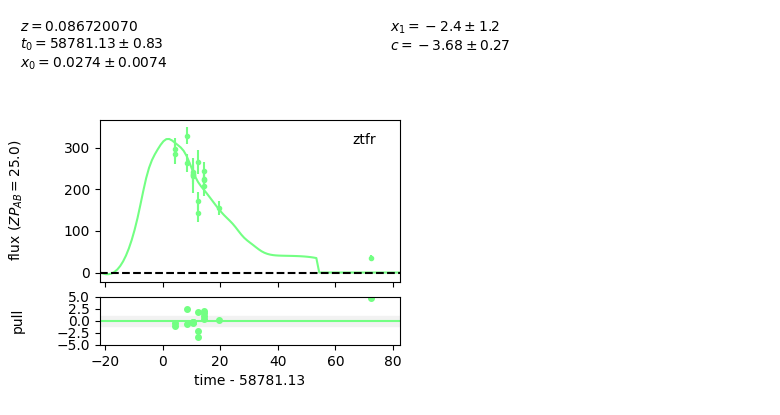 z = 0.086720070
t0 = 58781.13 ± 0.83
x0 = 0.0274 ± 0.0074
x1 = −2.4 ± 1.2
c = −3.68 ± 0.27
ztfr
flux (ZPAB = 25.0)
300
200
100
0
pull
5.0
2.5
0.0
−2.5
−5.0
−20 0 20 40 60 80
time - 58781.13